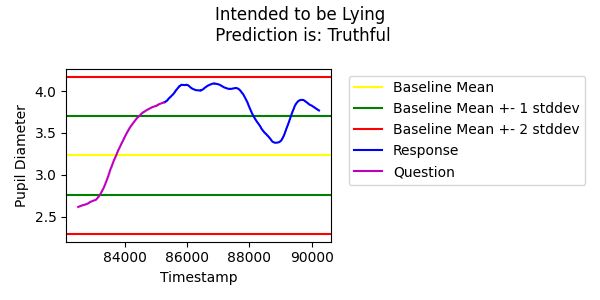 Intended to be Lying
Prediction is: Truthful
Pupil Diameter
4.0
3.5
3.0
2.5
84000 86000 88000 90000
Timestamp
Baseline Mean
Baseline Mean +- 1 stddev
Baseline Mean +- 2 stddev
Response
Question